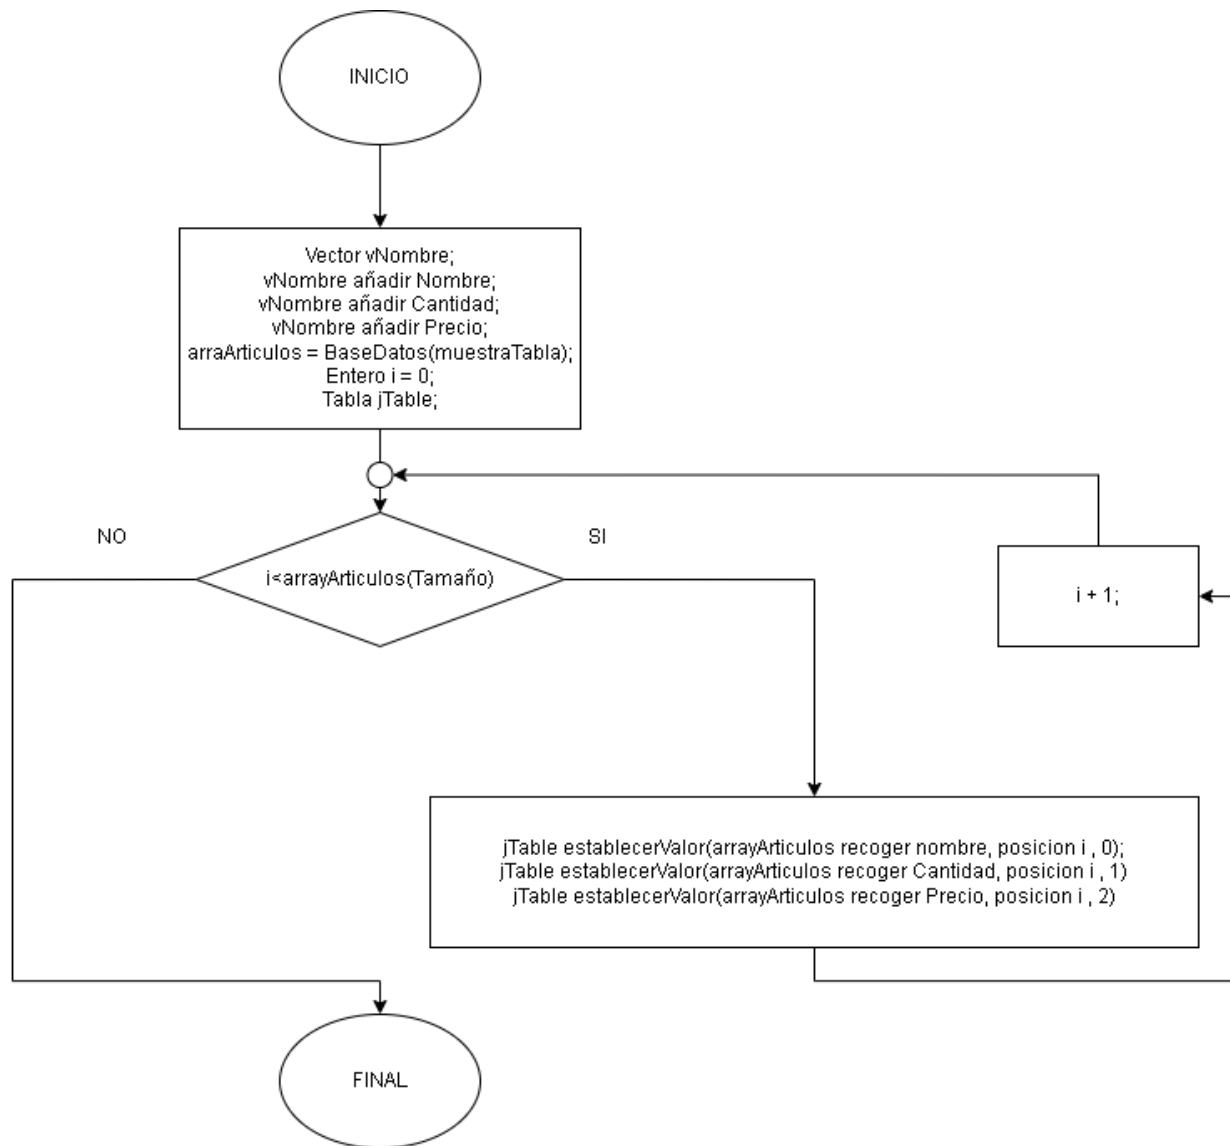 INICIO
Vector vNombre;
vNombre añadir Nombre;
vNombre añadir Cantidad;
vNombre añadir Precio;
arraArticulos = BaseDatos(muestraTabla);
Entero i = 0;
Tabla jTable;
NO
SI
i<arrayArticulos(Tamaño)
i + 1;
jTable establecerValor(arrayArticulos recoger nombre, posicion i , 0);
jTable establecerValor(arrayArticulos recoger Cantidad, posicion i , 1)
jTable establecerValor(arrayArticulos recoger Precio, posicion i , 2)
FINAL